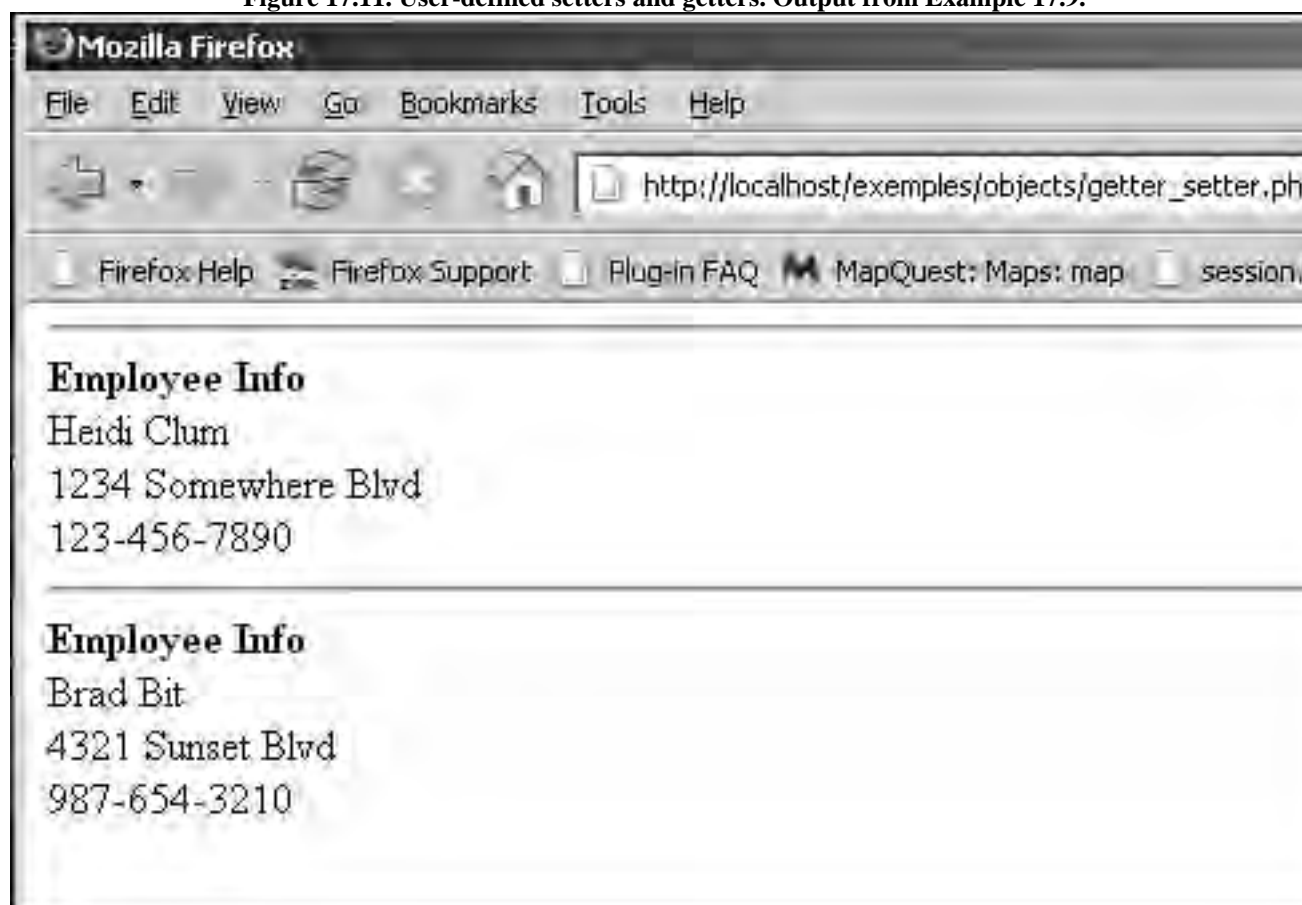 Figure 17.11. User-defined setters and getters. Output from Example 17.9.
Mozilla Firefox
File Edit View Go Bookmarks Tools Help
http://localhost/exemples/objects/getter_setter.ph
Firefox Help Firefox Support Plug-in FAQ MapQuest: Maps: map session.
Employee Info
Heidi Clum
1234 Somewhere Blvd
123-456-7890
Employee Info
Brad Bit
4321 Sunset Blvd
987-654-3210